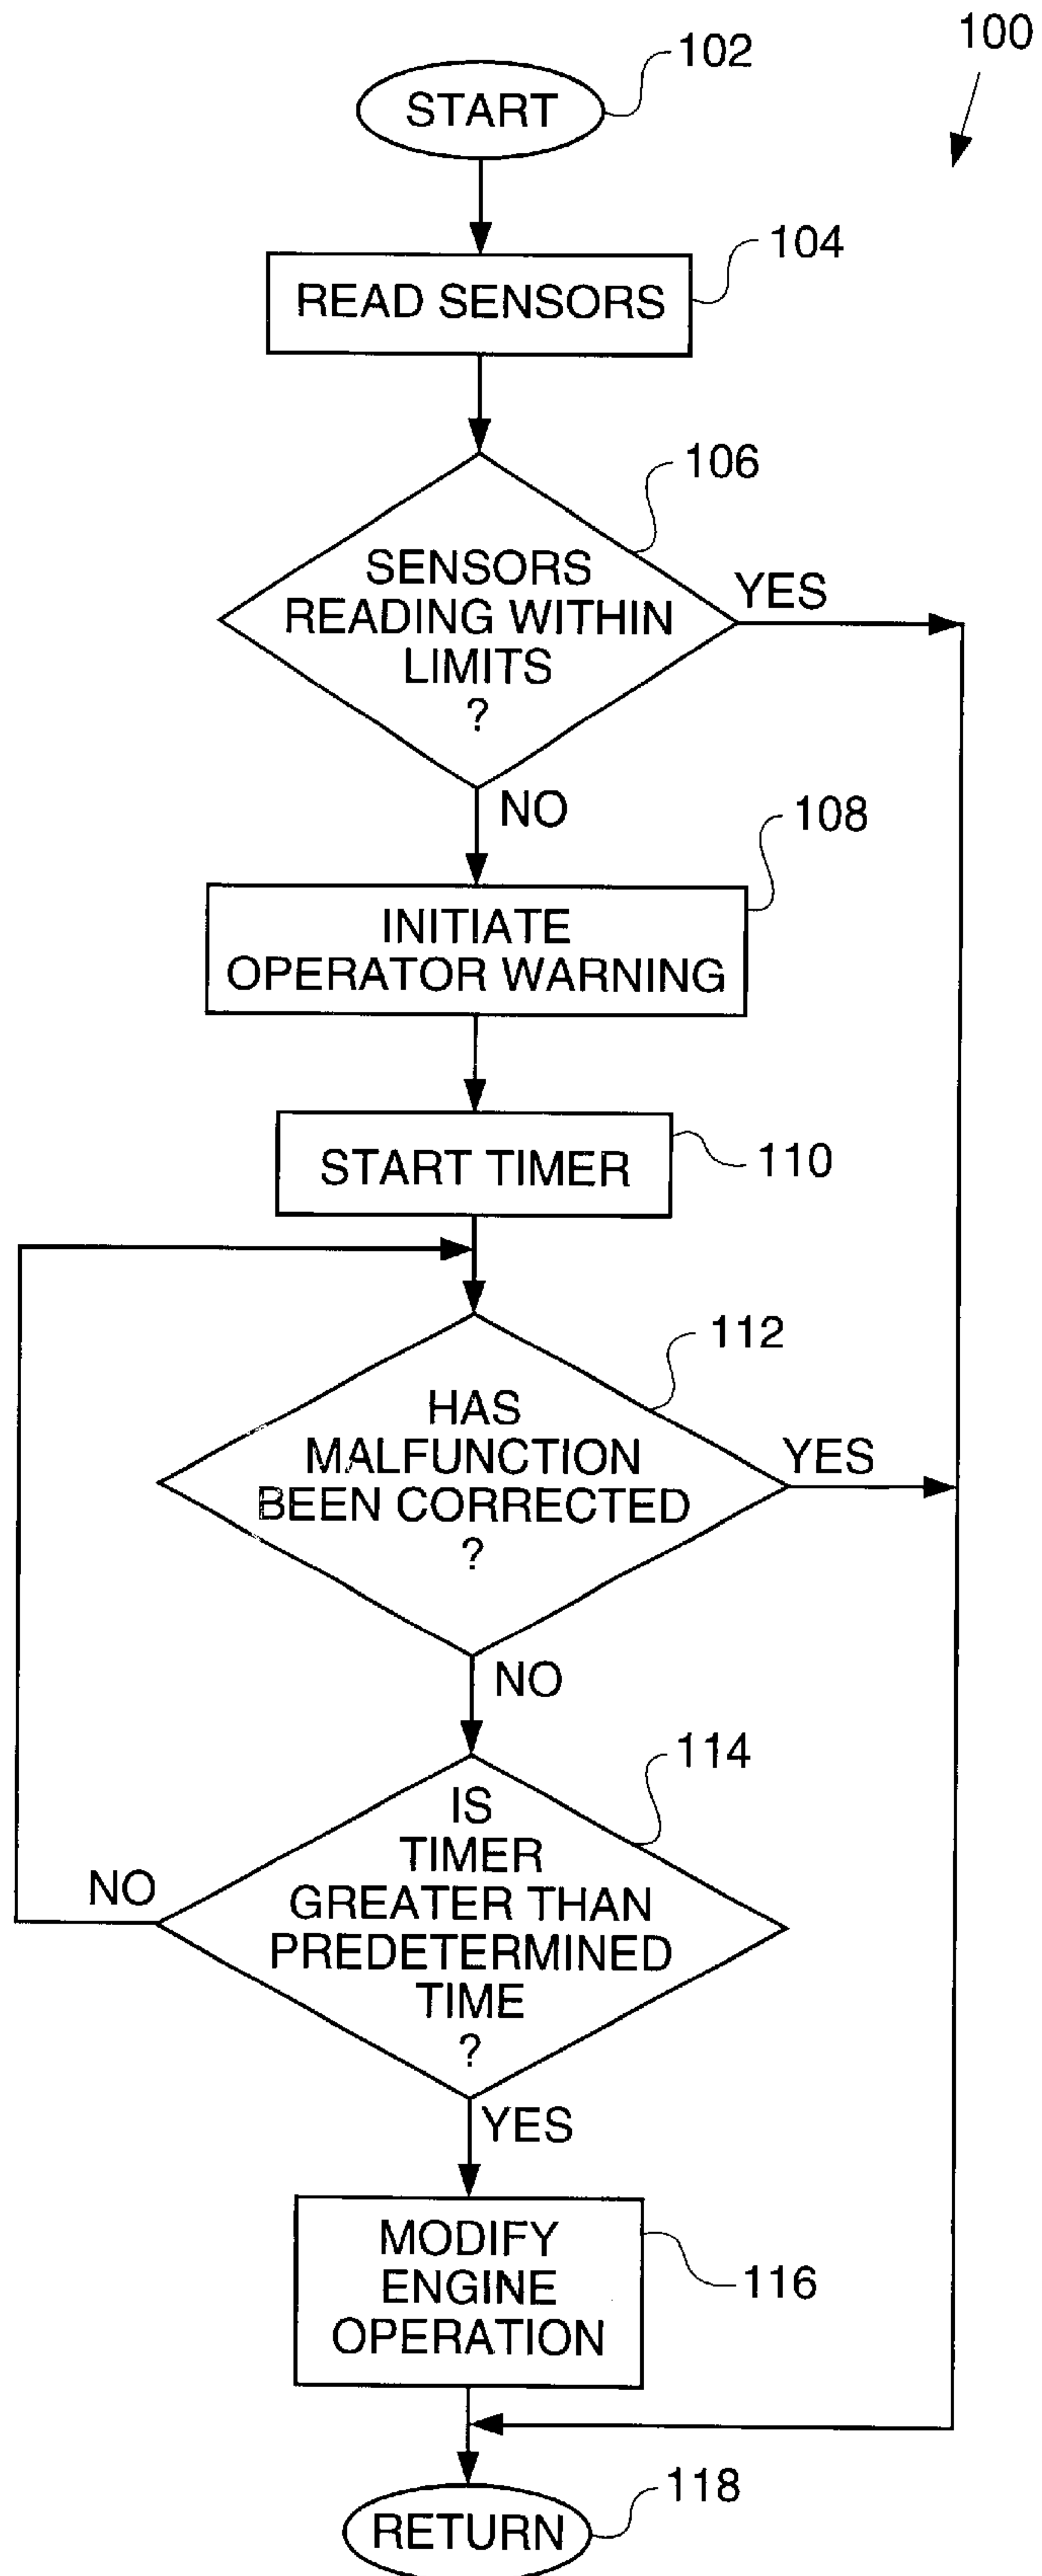 100
102
START
104
READ SENSORS
106
SENSORS
READING WITHIN
LIMITS
?
YES
NO
108
INITIATE
OPERATOR WARNING
START TIMER
110
112
HAS
MALFUNCTION
BEEN CORRECTED
?
YES
NO
114
IS
TIMER
GREATER THAN
PREDETERMINED
TIME
?
NO
YES
MODIFY
ENGINE
OPERATION
116
118
RETURN